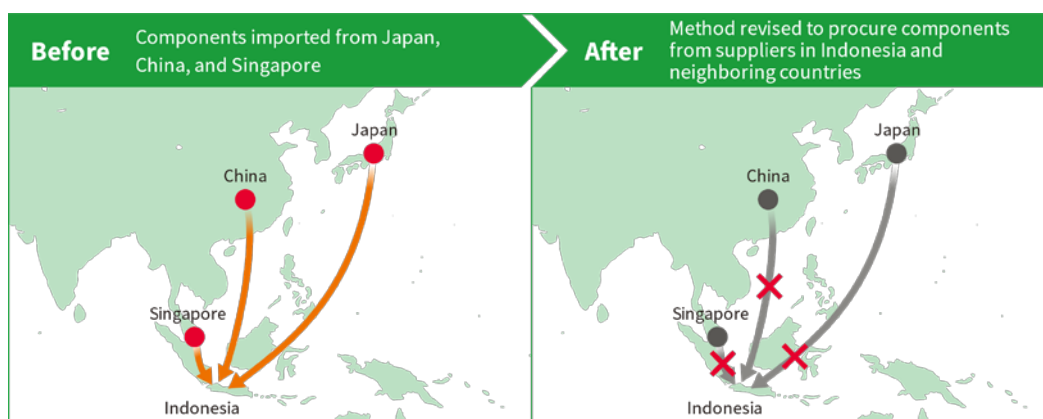 Before
Components imported from Japan,
China, and Singapore
Japan
China
Singapore
Indonesia
After
Method revised to procure components
from suppliers in Indonesia and
neighboring countries
Japan
China
Singapore
Indonesia